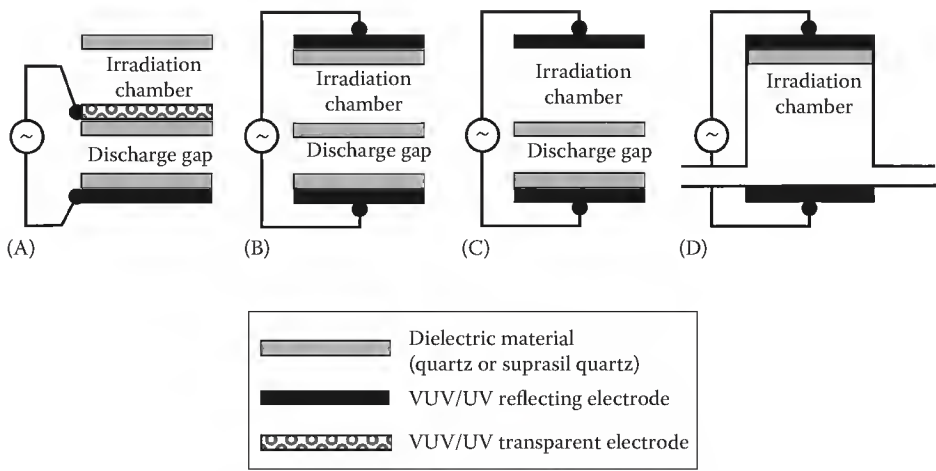 Irradiation
chamber
~
Discharge gap
(A)
Irradiation
chamber
~
Discharge gap
(B)
Irradiation
chamber
~
Discharge gap
(C)
Irradiation
chamber
~
(D)
Dielectric material
(quartz or suprasil quartz)
VUV/UV reflecting electrode
VUV/UV transparent electrode